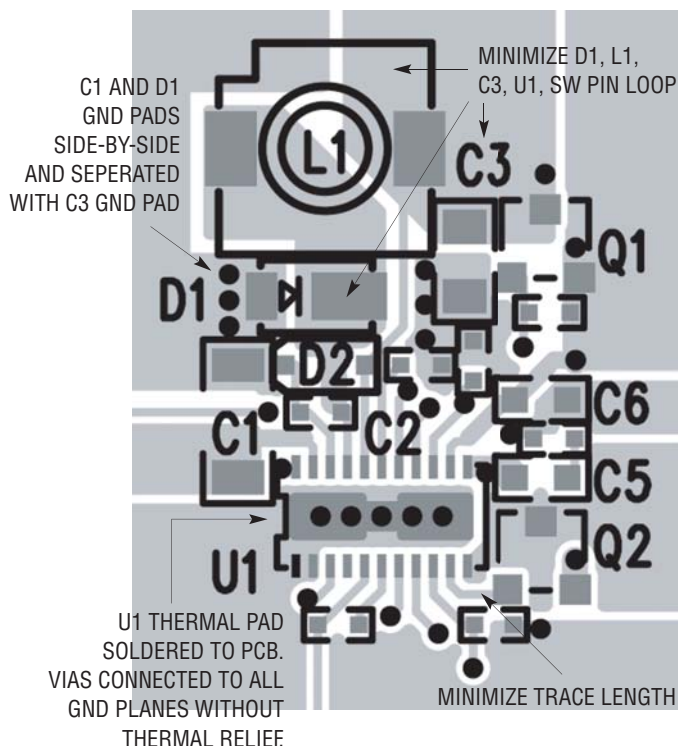 MINIMIZE D1, L1,
C3, U1, SW PIN LOOP
C1 AND D1
GND PADS
SIDE-BY-SIDE
AND SEPERATED
WITH C3 GND PAD
L1
C3
Q1
D1
D2
C6
C1
C2
C5
Q2
U1
U1 THERMAL PAD
SOLDERED TO PCB.
VIAS CONNECTED TO ALL
GND PLANES WITHOUT
THERMAL RELIEF.
MINIMIZE TRACE LENGTH